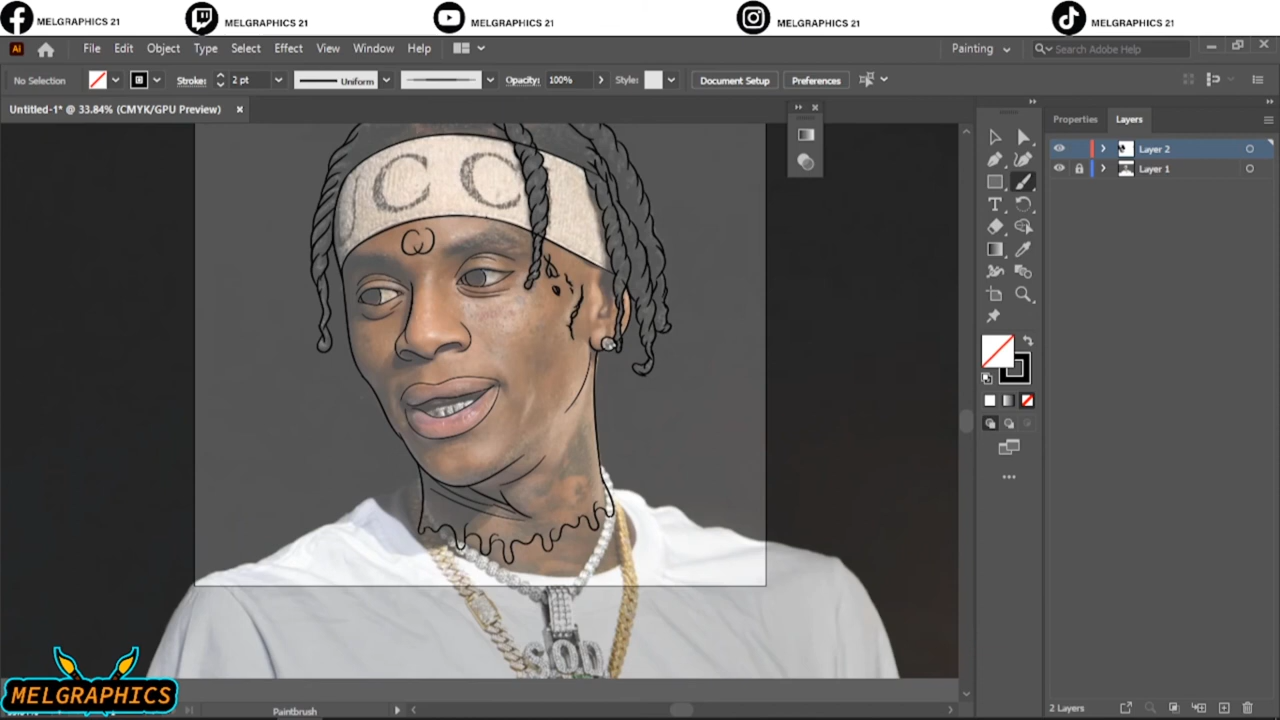 MELGRAPHICS 21
MELGRAPHICS 21
MELGRAPHICS 21
MELGRAPHICS 21
MELGRAPHICS 21
Ai
File Edit Object Type Select Effect View Window Help
Painting
Search Adobe Help
No Selection
Stroke:
2 pt
Uniform
Opacity:
100%
Style:
Document Setup
Preferences
Untitled-1* @ 33.84% (CMYK/GPU Preview)
Properties
Layers
Layer 2
Layer 1
C C
SOD
MELGRAPHICS
Paintbrush
2 Layers